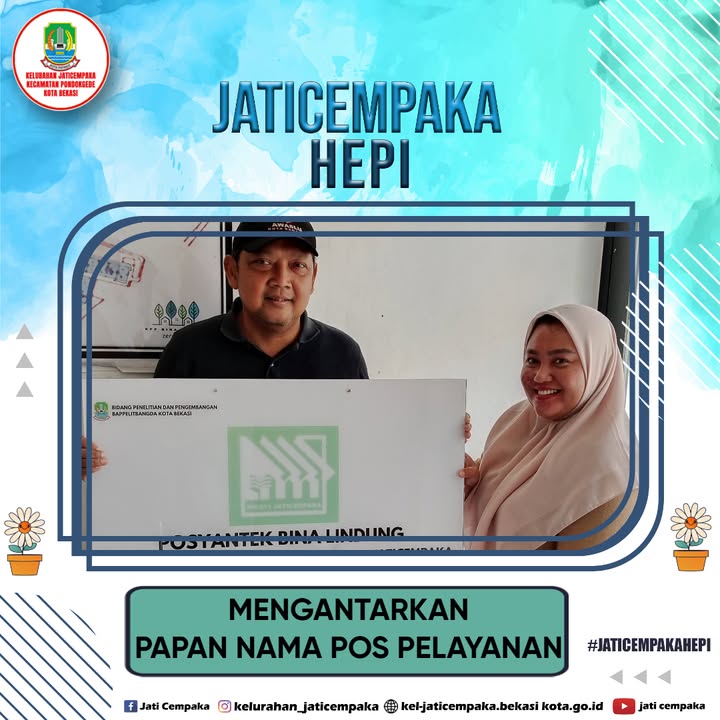 KELURAHAN JATICEMPAKA
KECAMATAN PONDOKGEDE
KOTA BEKASI
JATICEMPAKA
HEPI
BIDANG PENELITIAN DAN PENGEMBANGAN
BAPPELITBANGDA KOTA BEKASI
POSYANTEK BINA LINDUNG
JATICEMPAKA
MENGANTARKAN
PAPAN NAMA POS PELAYANAN
#JATICEMPAKAHEPI
Jati Cempaka kelurahan_jaticempaka kel-jaticempaka.bekasi kota.go.id jati cempaka